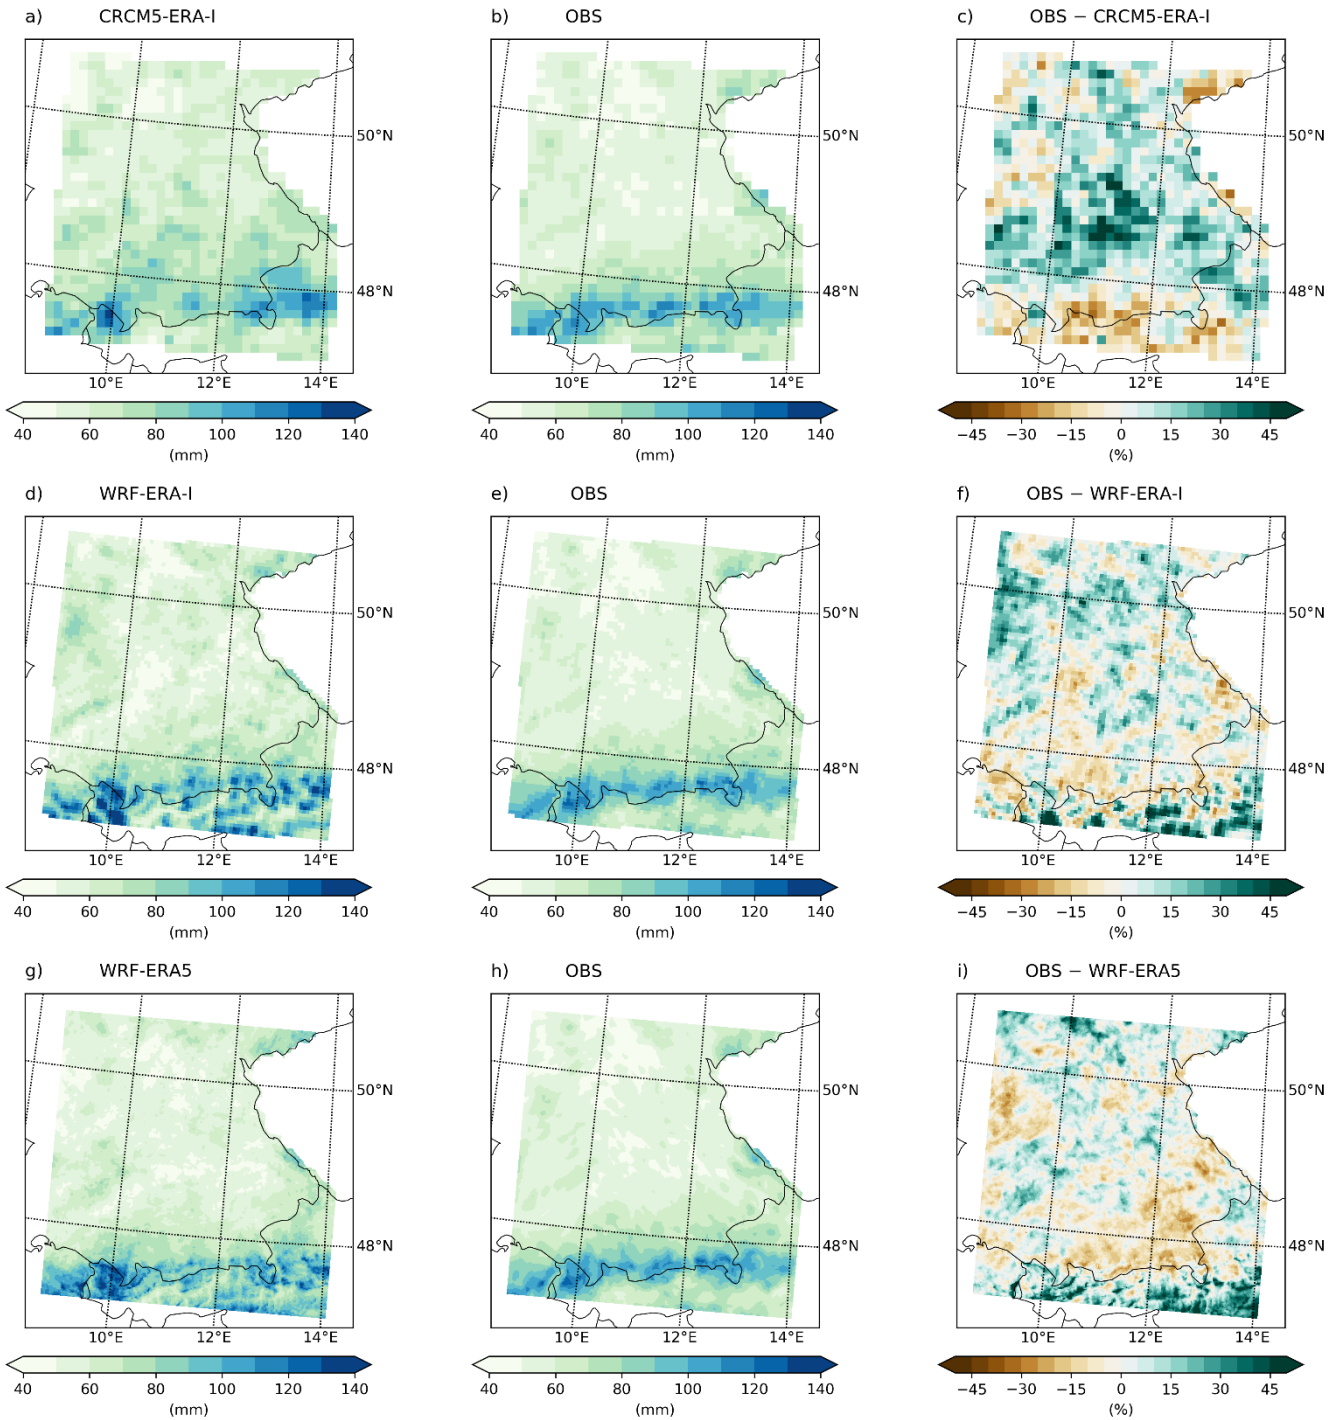 a) CRCM5-ERA-I
b) OBS
c) OBS − CRCM5-ERA-I
50°N
50°N
50°N
48°N
48°N
48°N
10°E 12°E 14°E
10°E 12°E 14°E
10°E 12°E 14°E
40 60 80 100 120 140
40 60 80 100 120 140
−45 −30 −15 0 15 30 45
(mm)
(mm)
(%)
d) WRF-ERA-I
e) OBS
f) OBS − WRF-ERA-I
50°N
50°N
50°N
48°N
48°N
48°N
10°E 12°E 14°E
10°E 12°E 14°E
10°E 12°E 14°E
40 60 80 100 120 140
40 60 80 100 120 140
−45 −30 −15 0 15 30 45
(mm)
(mm)
(%)
g) WRF-ERA5
h) OBS
i) OBS − WRF-ERA5
50°N
50°N
50°N
48°N
48°N
48°N
10°E 12°E 14°E
10°E 12°E 14°E
10°E 12°E 14°E
40 60 80 100 120 140
40 60 80 100 120 140
−45 −30 −15 0 15 30 45
(mm)
(mm)
(%)